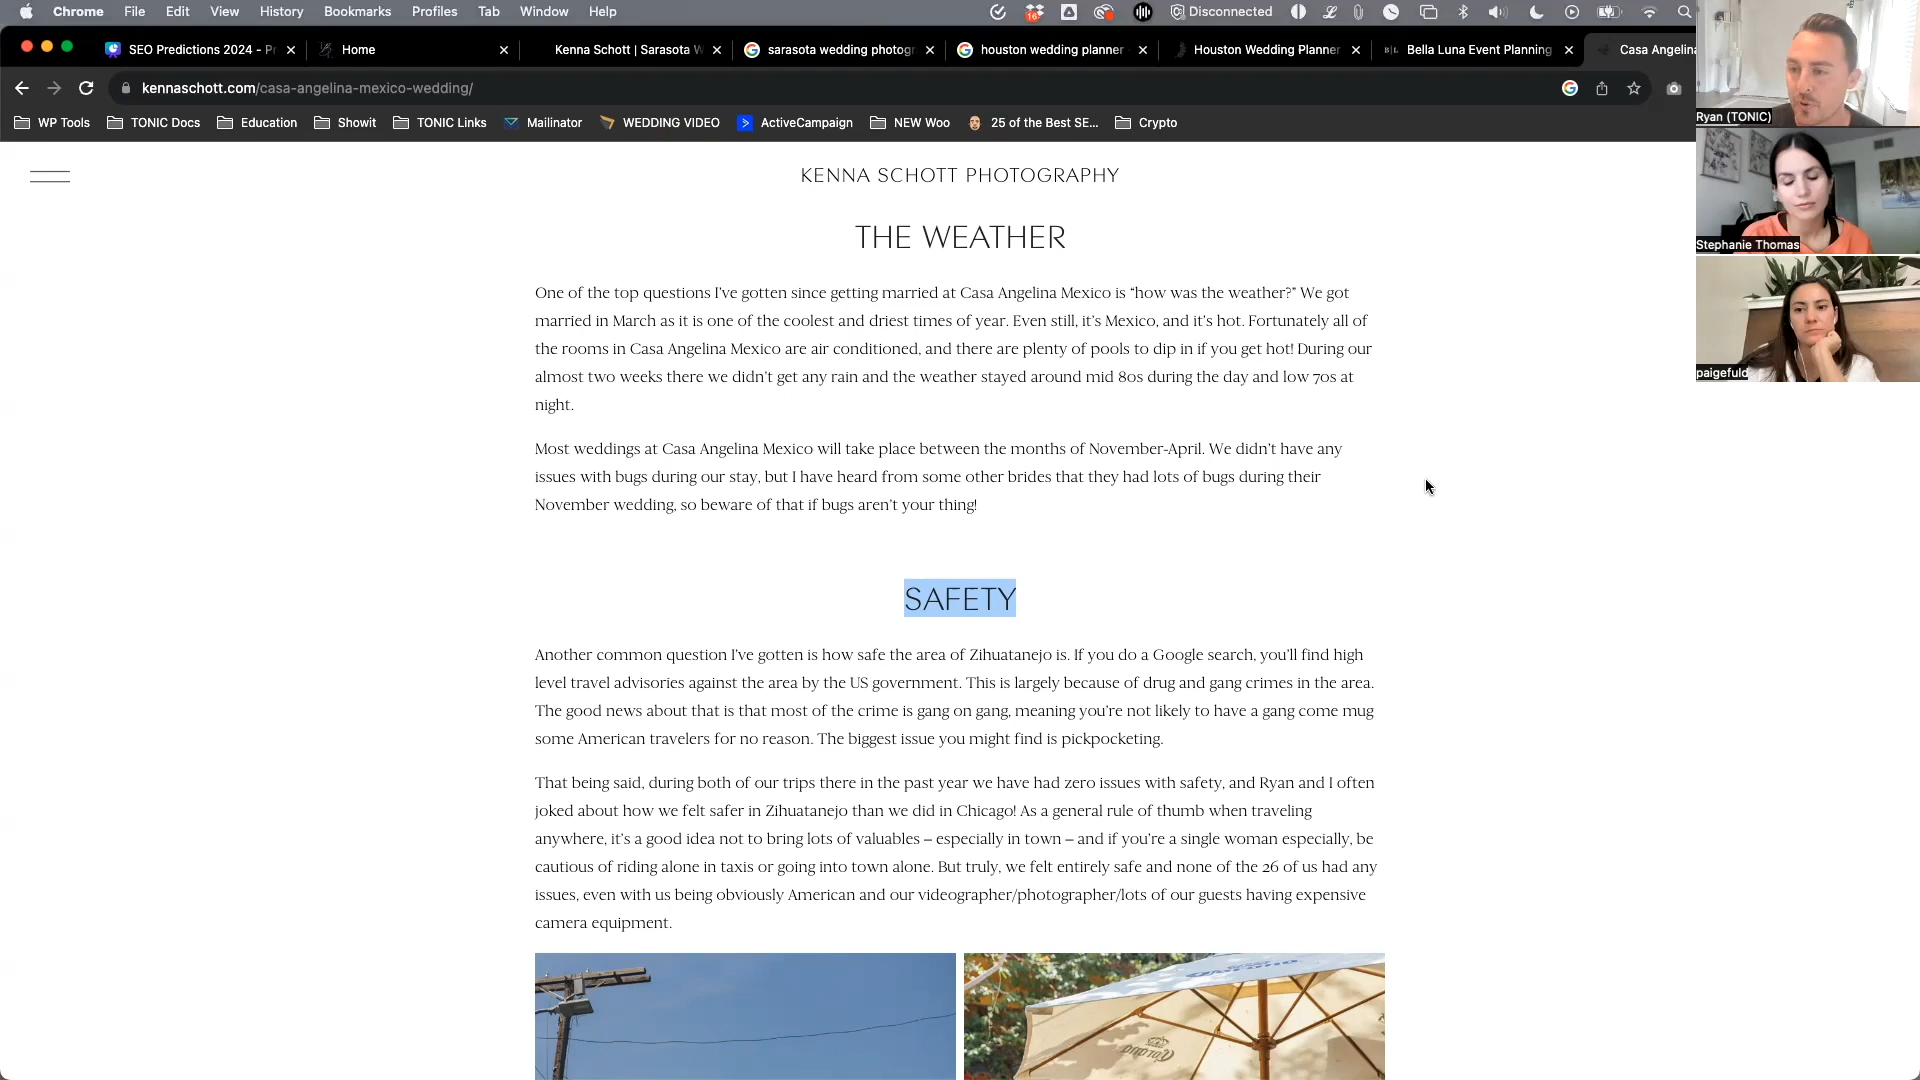 Chrome File Edit View History Bookmarks Profiles Tab Window Help
16
Disconnected
SEO Predictions 2024 - P
Home
Kenna Schott | Sarasota W
sarasota wedding photogr
houston wedding planner
Houston Wedding Planner
Bella Luna Event Planning
Casa Angelina
kennaschott.com/casa-angelina-mexico-wedding/
WP Tools
TONIC Docs
Education
Showit
TONIC Links
Mailinator
WEDDING VIDEO
ActiveCampaign
NEW Woo
25 of the Best SE...
Crypto
Ryan (TONIC)
Stephanie Thomas
paigefuld
KENNA SCHOTT PHOTOGRAPHY
THE WEATHER
One of the top questions I've gotten since getting married at Casa Angelina Mexico is “how was the weather?” We got
married in March as it is one of the coolest and driest times of year. Even still, it's Mexico, and it's hot. Fortunately all of
the rooms in Casa Angelina Mexico are air conditioned, and there are plenty of pools to dip in if you get hot! During our
almost two weeks there we didn't get any rain and the weather stayed around mid 80s during the day and low 70s at
night.
Most weddings at Casa Angelina Mexico will take place between the months of November-April. We didn't have any
issues with bugs during our stay, but I have heard from some other brides that they had lots of bugs during their
November wedding, so beware of that if bugs aren't your thing!
SAFETY
Another common question I've gotten is how safe the area of Zihuatanejo is. If you do a Google search, you'll find high
level travel advisories against the area by the US government. This is largely because of drug and gang crimes in the area.
The good news about that is that most of the crime is gang on gang, meaning you're not likely to have a gang come mug
some American travelers for no reason. The biggest issue you might find is pickpocketing.
That being said, during both of our trips there in the past year we have had zero issues with safety, and Ryan and I often
joked about how we felt safer in Zihuatanejo than we did in Chicago! As a general rule of thumb when traveling
anywhere, it's a good idea not to bring lots of valuables – especially in town – and if you're a single woman especially, be
cautious of riding alone in taxis or going into town alone. But truly, we felt entirely safe and none of the 26 of us had any
issues, even with us being obviously American and our videographer/photographer/lots of our guests having expensive
camera equipment.
Corona